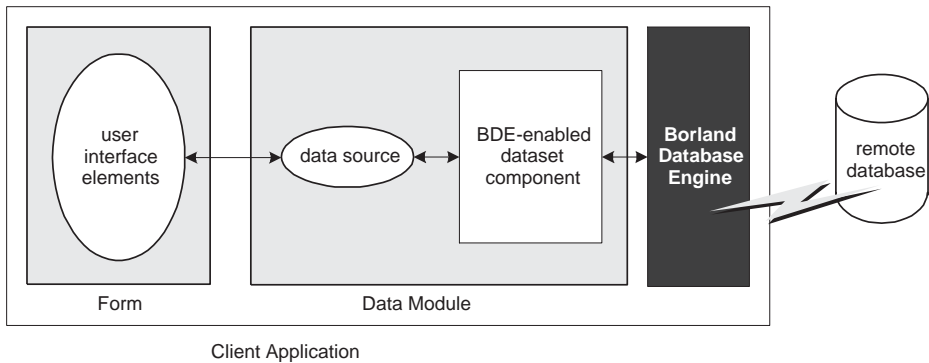 user
interface
elements
data source
BDE-enabled
dataset
component
Borland
Database
Engine
remote
database
Form
Data Module
Client Application